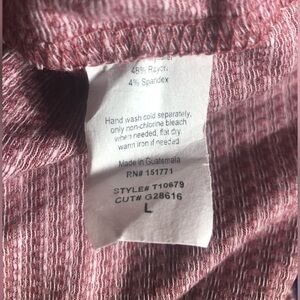 48% Rayon
4% Spandex
Hand wash cold separately,
only non-chlorine bleach
when needed, flat dry
warm iron if needed
Made in Guatemala
RN# 151771
STYLE# T10679
CUT# G28616
L